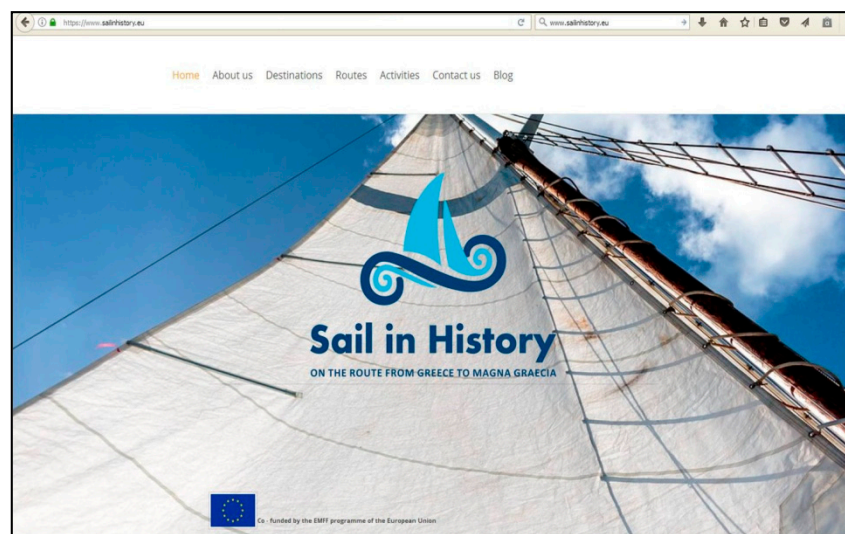 https://www.sailinhistory.eu
www.sailinhistory.eu
Home About us Destinations Routes Activities Contact us Blog
Sail in History
ON THE ROUTE FROM GREECE TO MAGNA GRAECIA
Co - funded by the EMFF programme of the European Union